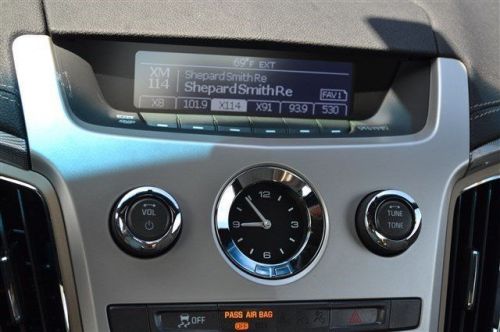 69°F EXT
XM Shepard Smith Re
114 Shepard Smith Re
FAV1
X8 101.9 X114 X91 93.9 530
VOL
12
3
6
9
TUNE
TONE
OFF
PASS AIR BAG
OFF